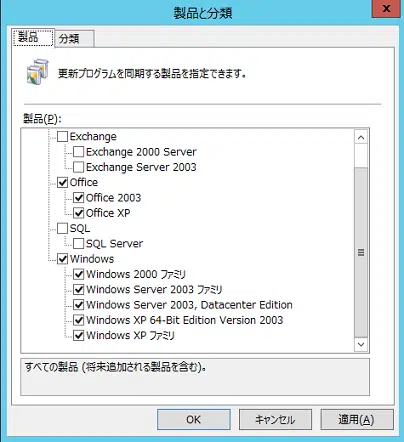 製品と分類
x
製品
分類
更新プログラムを同期する製品を指定できます。
製品(P):
Exchange
Exchange 2000 Server
Exchange Server 2003
Office
Office 2003
Office XP
SQL
SQL Server
Windows
Windows 2000 ファミリ
Windows Server 2003 ファミリ
Windows Server 2003, Datacenter Edition
Windows XP 64-Bit Edition Version 2003
Windows XP ファミリ
すべての製品 (将未追加される製品を含む)。
OK
キャンセル
適用(A)